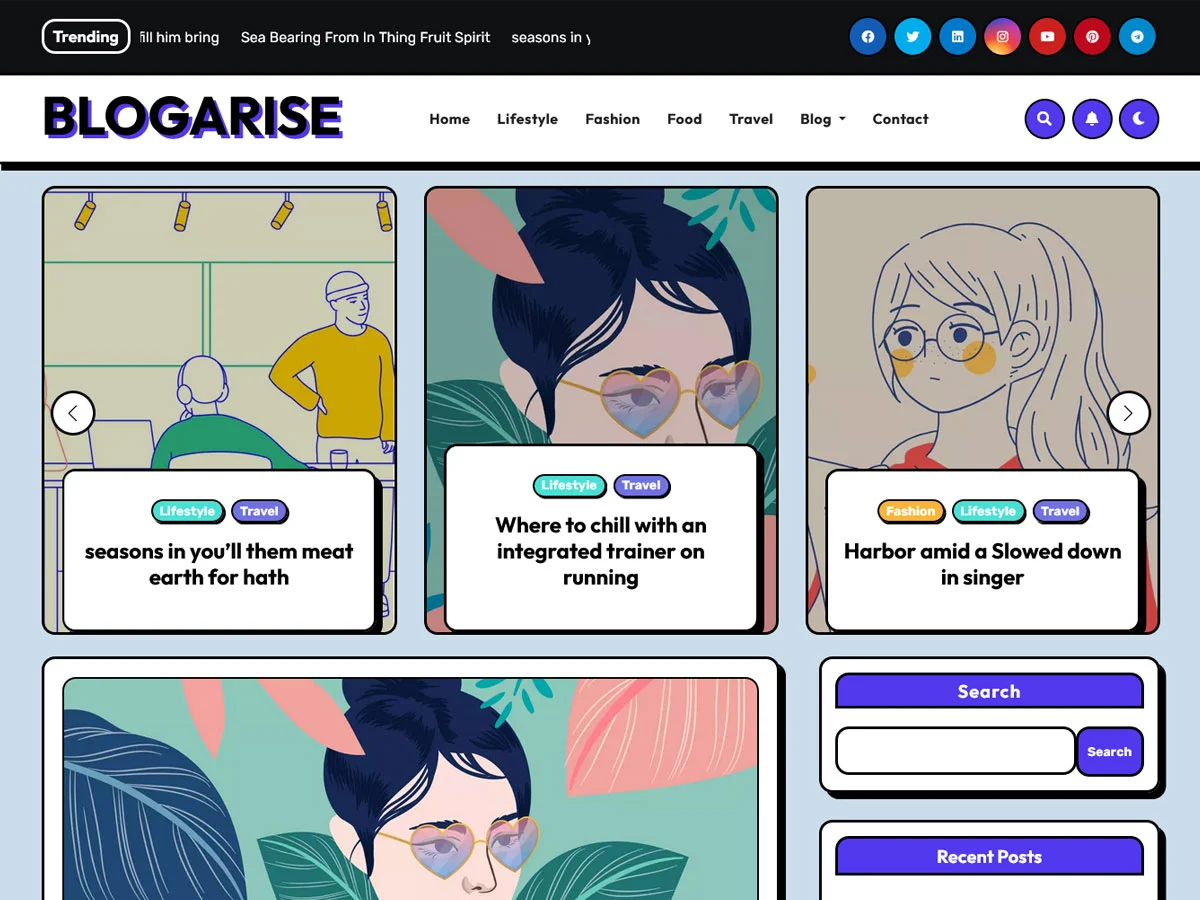 Trending
fill him bring Sea Bearing From In Thing Fruit Spirit seasons in
BLOGARISE
Home Lifestyle Fashion Food Travel Blog Contact
Lifestyle Travel
seasons in you’ll them meat
earth for hath
Lifestyle Travel
Where to chill with an
integrated trainer on
running
Fashion Lifestyle Travel
Harbor amid a Slowed down
in singer
Search
Search
Recent Posts